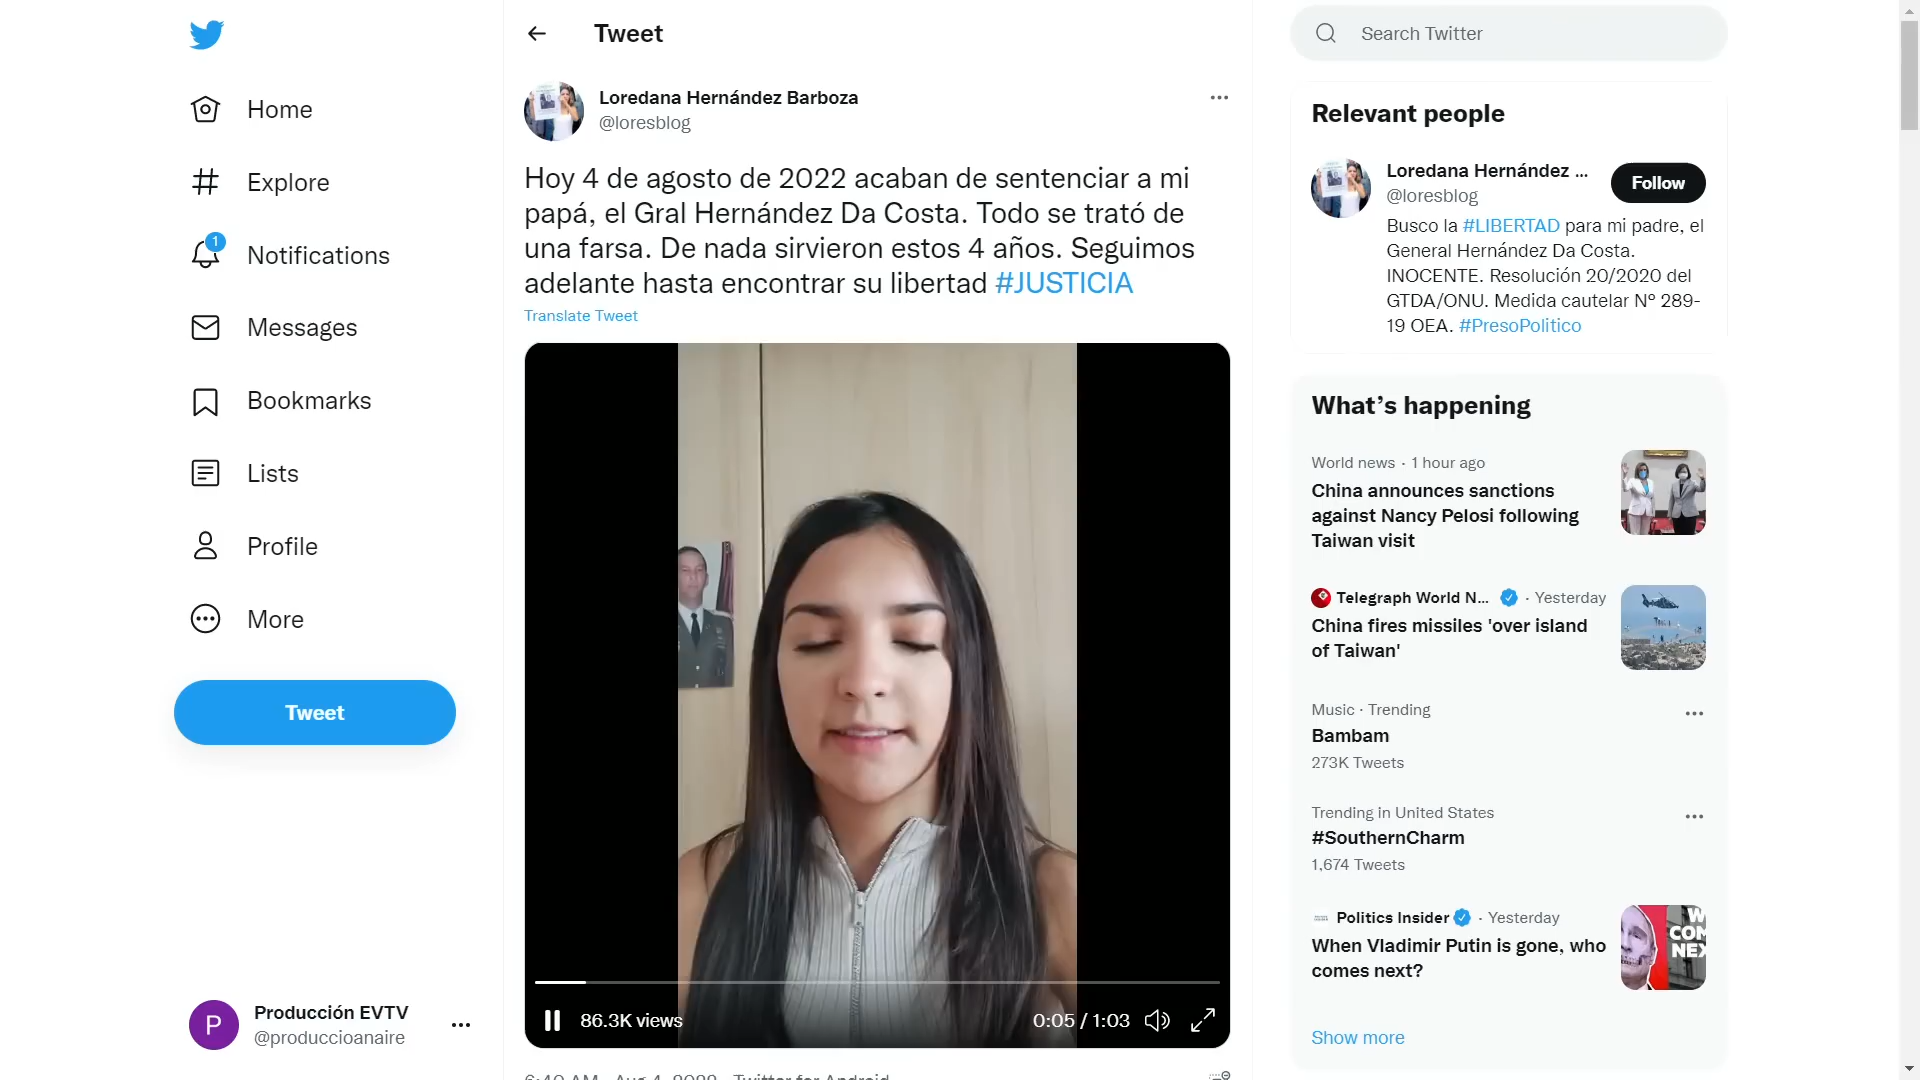 Tweet
Search Twitter
Home
Explore
1
Notifications
Messages
Bookmarks
Lists
Profile
More
Tweet
P
Producción EVTV
@produccioanaire
Loredana Hernández Barboza
@loresblog
Hoy 4 de agosto de 2022 acaban de sentenciar a mi
papá, el Gral Hernández Da Costa. Todo se trató de
una farsa. De nada sirvieron estos 4 años. Seguimos
adelante hasta encontrar su libertad #JUSTICIA
Translate Tweet
86.3K views
0:05 / 1:03
6:40 AM · Aug 4, 2022 · Twitter for Android
Relevant people
Loredana Hernández ...
@loresblog
Follow
Busco la #LIBERTAD para mi padre, el
General Hernández Da Costa.
INOCENTE. Resolución 20/2020 del
GTDA/ONU. Medida cautelar N° 289-
19 OEA. #PresoPolitico
What's happening
World news · 1 hour ago
China announces sanctions
against Nancy Pelosi following
Taiwan visit
Telegraph World N... · Yesterday
China fires missiles 'over island
of Taiwan'
Music · Trending
Bambam
273K Tweets
Trending in United States
#SouthernCharm
1,674 Tweets
Politics Insider · Yesterday
When Vladimir Putin is gone, who
comes next?
Show more